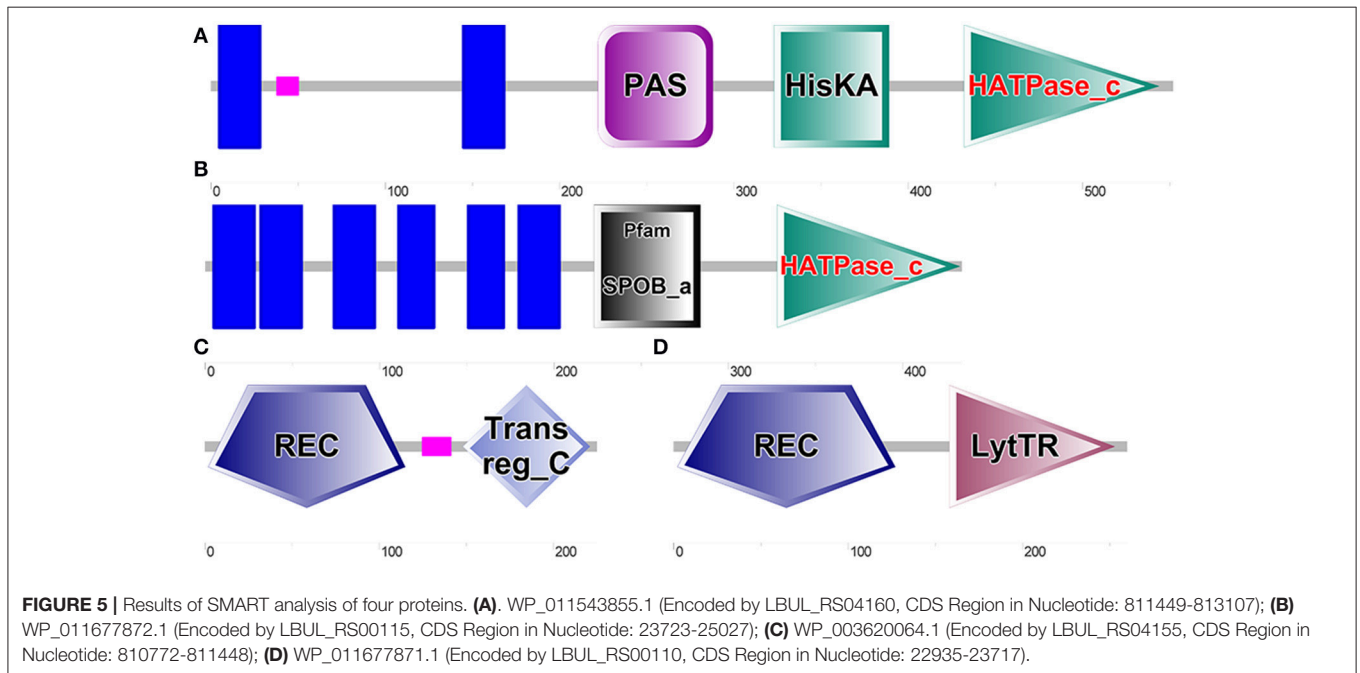 A
PAS
HisKA
HATPase_c
B
0 100 200 300 400 500
Pfam
SPOB_a
HATPase_c
C
D
0 100 200 300 400
REC
Trans
reg_C
REC
LytTR
0 100 200
0 100 200
FIGURE 5 | Results of SMART analysis of four proteins. (A). WP_011543855.1 (Encoded by LBUL_RS04160, CDS Region in Nucleotide: 811449-813107); (B)
WP_011677872.1 (Encoded by LBUL_RS00115, CDS Region in Nucleotide: 23723-25027); (C) WP_003620064.1 (Encoded by LBUL_RS04155, CDS Region in
Nucleotide: 810772-811448); (D) WP_011677871.1 (Encoded by LBUL_RS00110, CDS Region in Nucleotide: 22935-23717).